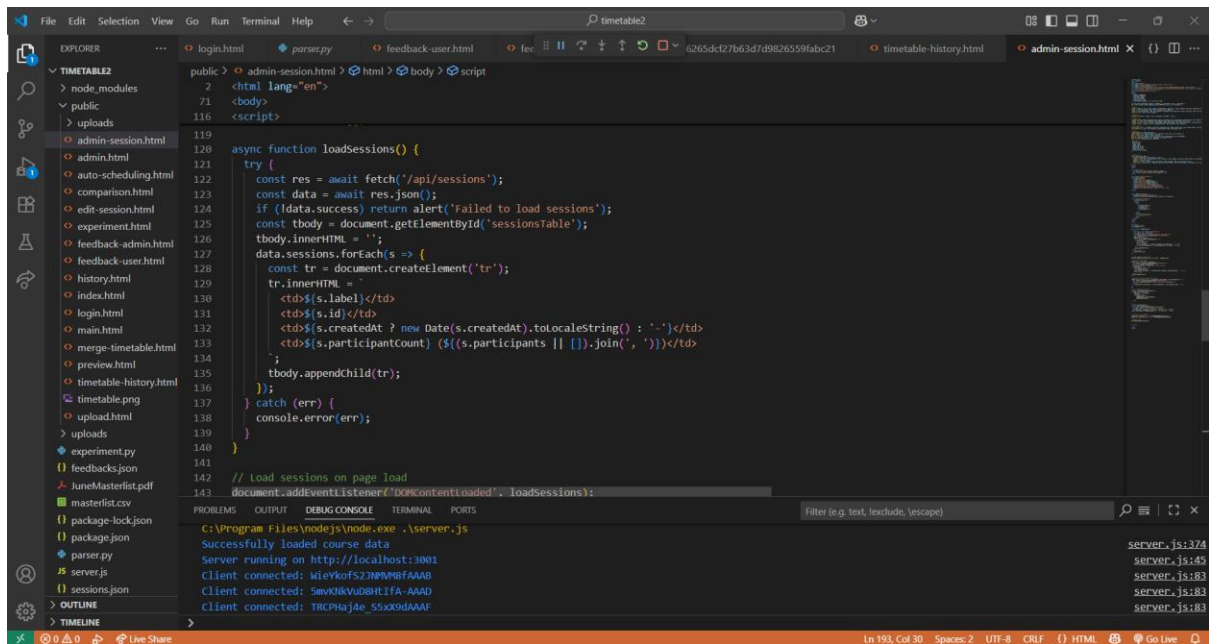 File Edit Selection View Go Run Terminal Help
timetable2
EXPLORER
login.html parser.py feedback-user.html fee 6265dcf27b63d7d9826559fabc21 timetable-history.html admin-session.html
TIMETABLE2
node_modules
public
uploads
admin-session.html
admin.html
auto-scheduling.html
comparison.html
edit-session.html
experiment.html
feedback-admin.html
feedback-user.html
history.html
index.html
login.html
main.html
merge-timetable.html
preview.html
timetable-history.html
timetable.png
upload.html
uploads
experiment.py
feedbacks.json
JuneMasterlist.pdf
masterlist.csv
package-lock.json
package.json
parser.py
JS server.js
sessions.json
OUTLINE
TIMELINE
public > admin-session.html > html > body > script
2 <html lang="en">
71 <body>
116 <script>
119
120 async function loadSessions() {
121 try {
122 const res = await fetch('/api/sessions');
123 const data = await res.json();
124 if (!data.success) return alert('Failed to load sessions');
125 const tbody = document.getElementById('sessionsTable');
126 tbody.innerHTML = '';
127 data.sessions.forEach(s => {
128 const tr = document.createElement('tr');
129 tr.innerHTML = `
130 <td>${s.label}</td>
131 <td>${s.id}</td>
132 <td>${s.createdAt ? new Date(s.createdAt).toLocaleString() : '-'}</td>
133 <td>${s.participantCount} (${(s.participants || []).join(', ')})</td>
134 `;
135 tbody.appendChild(tr);
136 });
137 } catch (err) {
138 console.error(err);
139 }
140 }
141
142 // Load sessions on page load
143 document.addEventListener('DOMContentLoaded', loadSessions);
PROBLEMS OUTPUT DEBUG CONSOLE TERMINAL PORTS
Filter (e.g. text, !exclude, \escape)
C:\Program Files\nodejs\node.exe .\server.js
Successfully loaded course data server.js:374
Server running on http://localhost:3001 server.js:45
Client connected: WieYkofS2JNMVM8fAAAB server.js:83
Client connected: 5mvKNkVuD8HtIfA-AAAD server.js:83
Client connected: TRCPHaj4e_S5xX9dAAAF server.js:83
0 0 Live Share Ln 193, Col 30 Spaces: 2 UTF-8 CRLF {} HTML Go Live